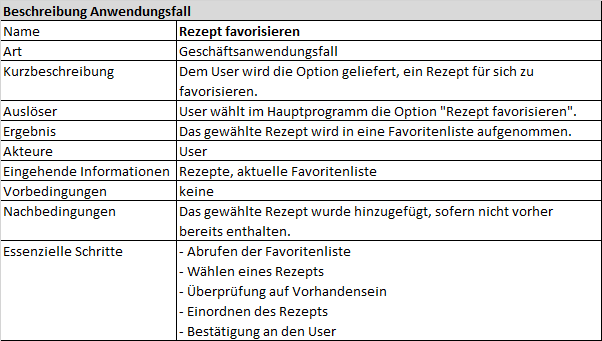 Beschreibung Anwendungsfall
Name Rezept favorisieren
Art Geschäftsanwendungsfall
Kurzbeschreibung Dem User wird die Option geliefert, ein Rezept für sich zu
favorisieren.
Auslöser User wählt im Hauptprogramm die Option "Rezept favorisieren".
Ergebnis Das gewählte Rezept wird in eine Favoritenliste aufgenommen.
Akteure User
Eingehende Informationen Rezepte, aktuelle Favoritenliste
Vorbedingungen keine
Nachbedingungen Das gewählte Rezept wurde hinzugefügt, sofern nicht vorher
bereits enthalten.
Essenzielle Schritte - Abrufen der Favoritenliste
- Wählen eines Rezepts
- Überprüfung auf Vorhandensein
- Einordnen des Rezepts
- Bestätigung an den User